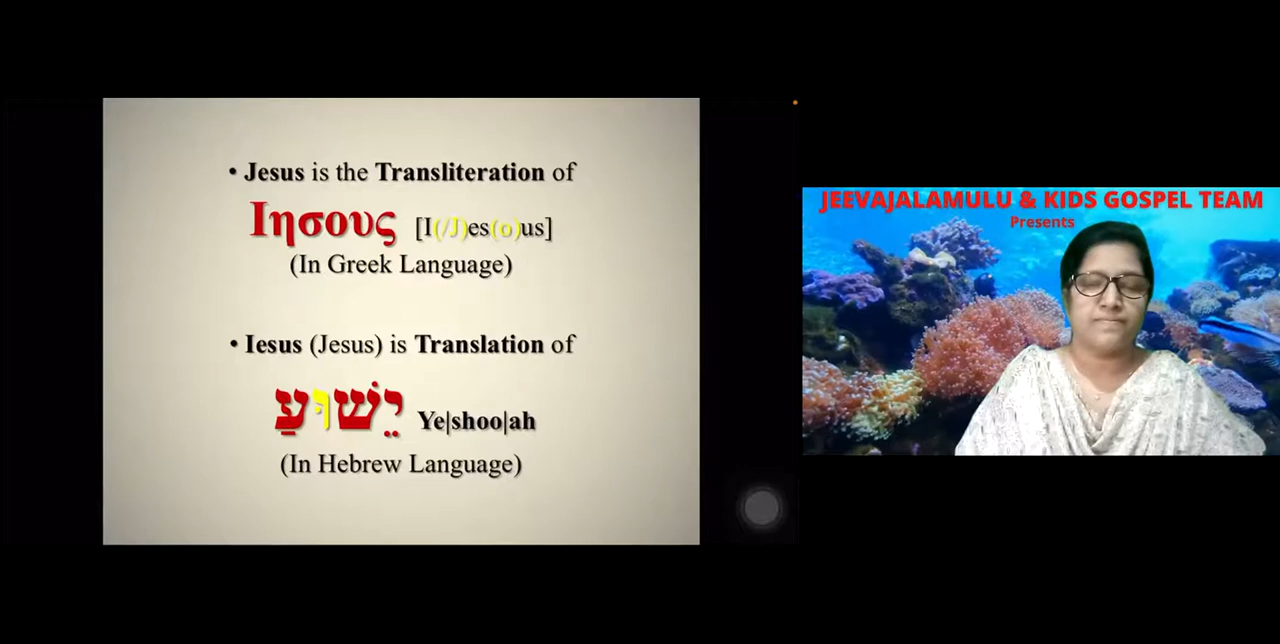 • Jesus is the Transliteration of
Ιησους [I(/J)es(o)us]
(In Greek Language)
• Iesus (Jesus) is Translation of
יֵשׁוּעַ Ye|shoo|ah
(In Hebrew Language)
JEEVAJALAMULU & KIDS GOSPEL TEAM
Presents